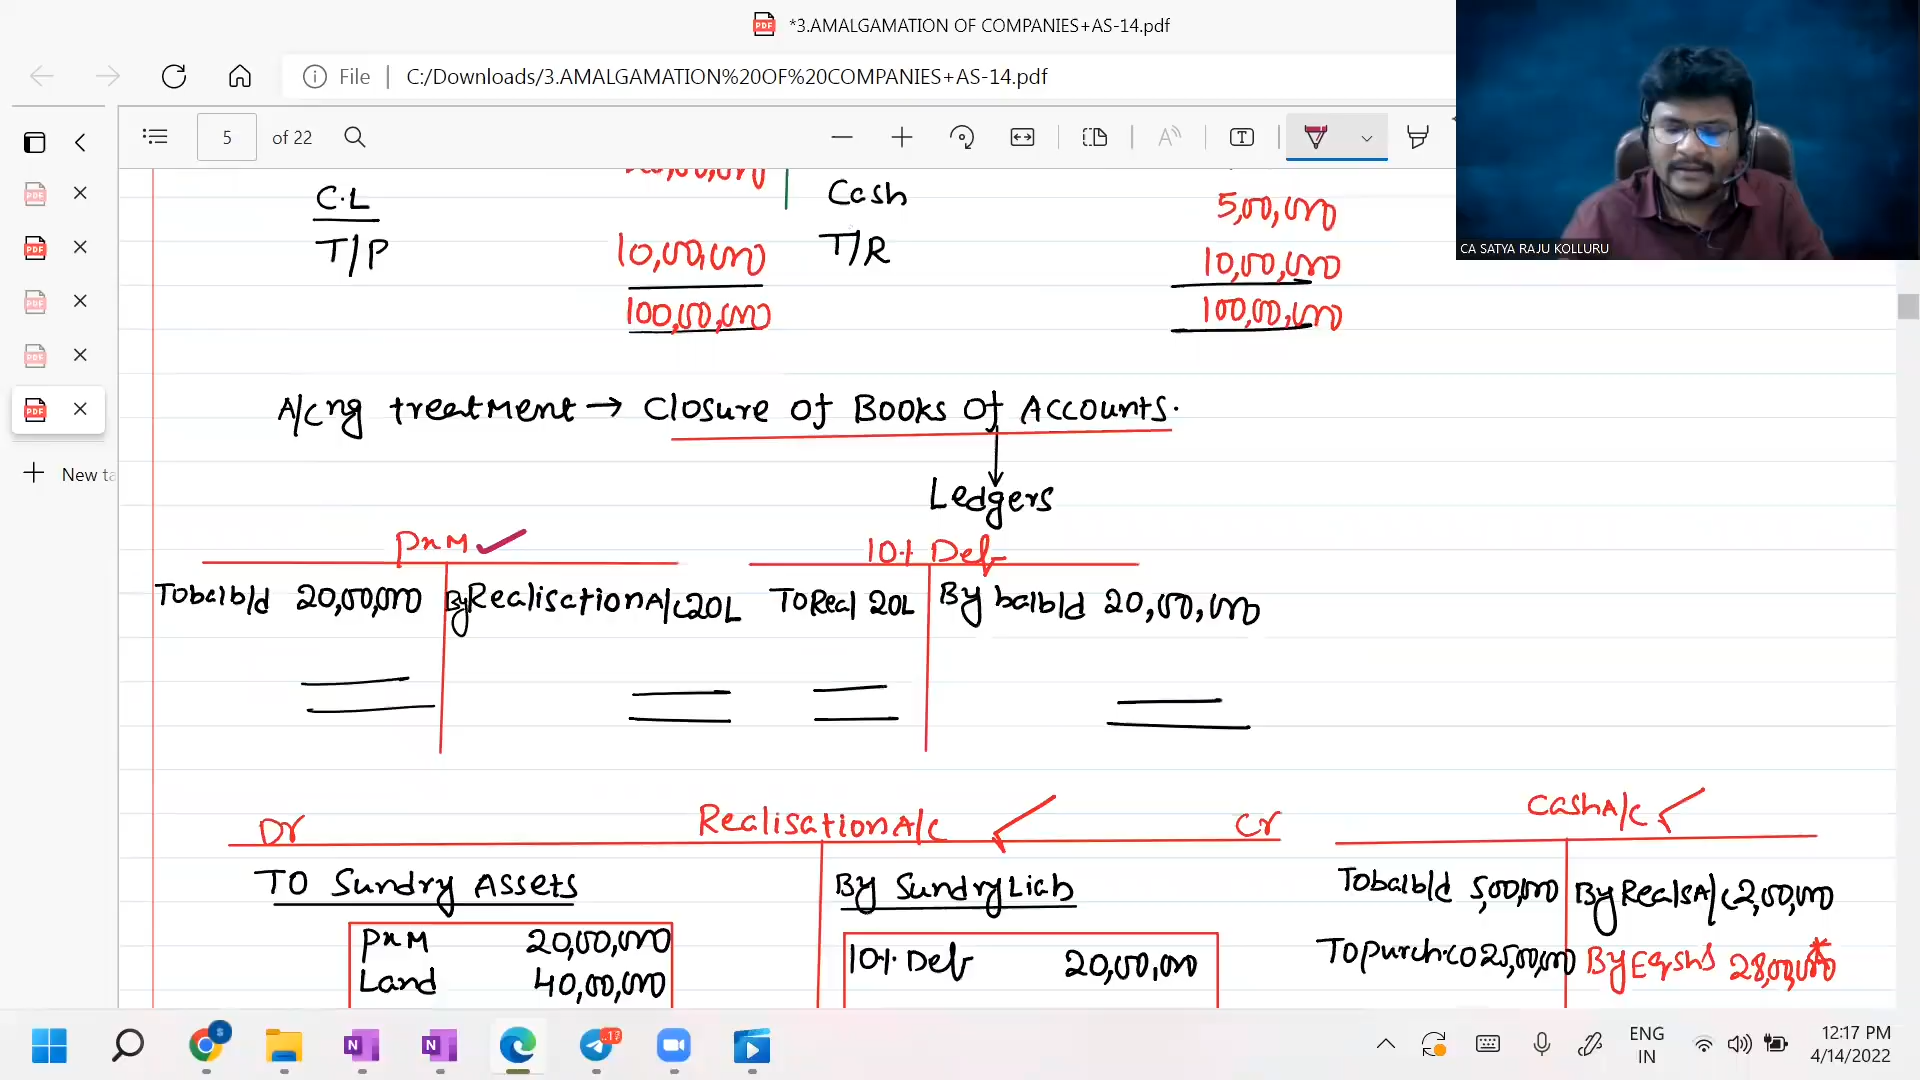 *3.AMALGAMATION OF COMPANIES+AS-14.pdf
File | C:/Downloads/3.AMALGAMATION%20OF%20COMPANIES+AS-14.pdf
5 of 22
CA SATYA RAJU KOLLURU
New ta
C.L Cash 5,00,000
T/P 10,00,000 T/R 10,00,000
100,00,000 100,00,000
A/cng treatment → Closure of Books of Accounts.
Ledgers
PnM 10% Deb
To bal b/d 20,00,000 By Realisation A/c 20L To Real 20L By bal b/d 20,00,000
Dr Realisation A/c Cr Cash A/c
To Sundry Assets By Sundry Liab To bal b/d 5,00,000 By Reals A/c 2,00,000
PnM 20,00,000 10% Deb 20,00,000 To purch.co 25,00,000 By Eq shs 28,00,000*
Land 40,00,000
ENG
IN
12:17 PM
4/14/2022